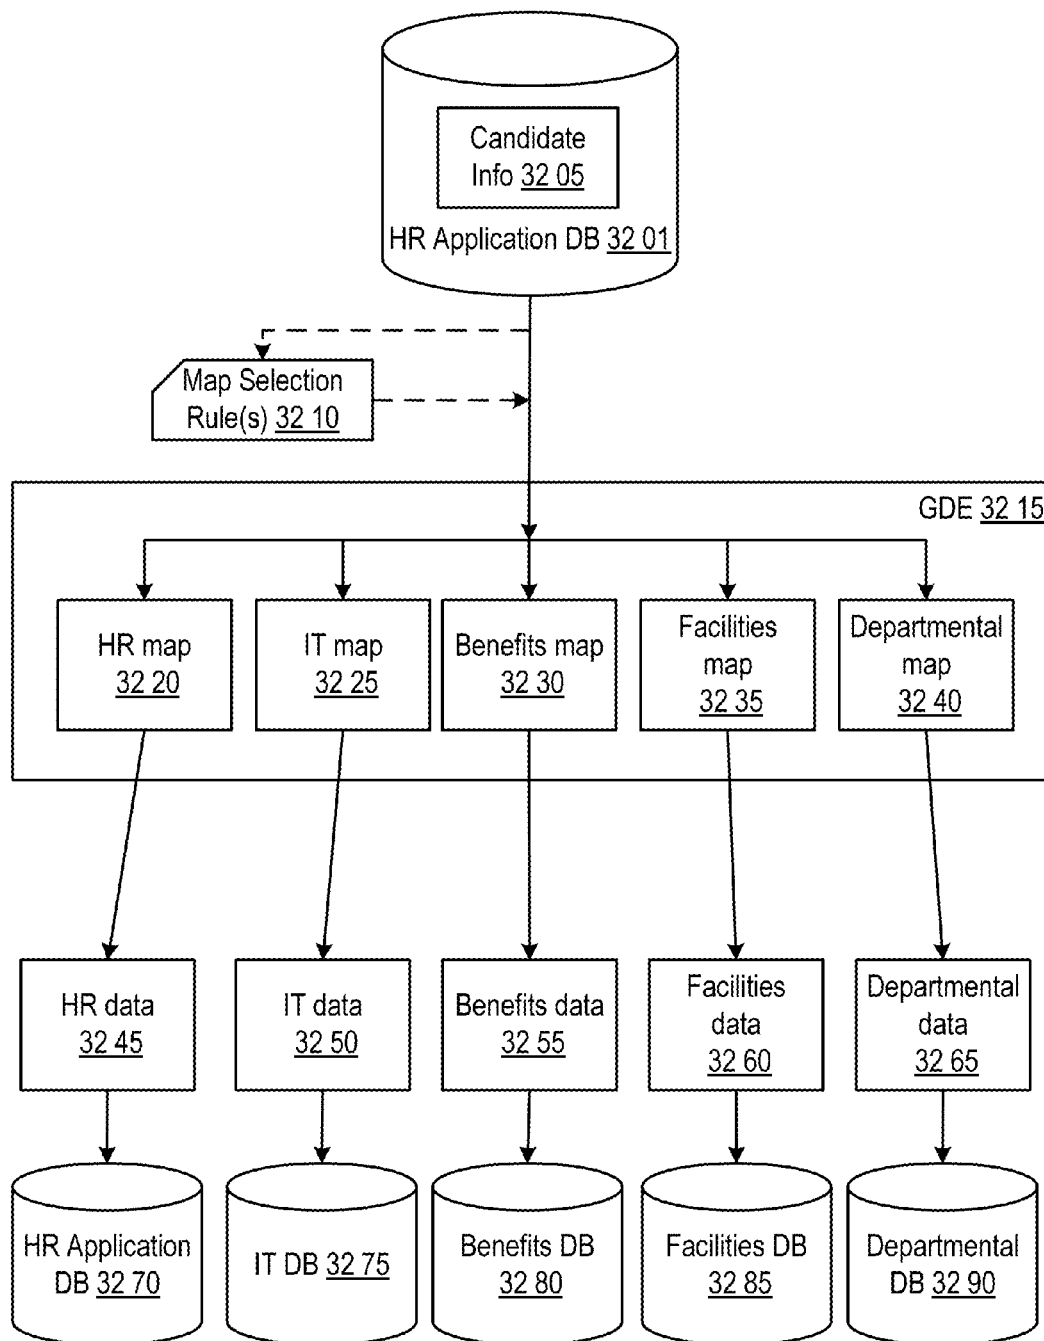 Candidate
Info 32 05
HR Application DB 32 01
Map Selection
Rule(s) 32 10
GDE 32 15
HR map
32 20
IT map
32 25
Benefits map
32 30
Facilities
map
32 35
Departmental
map
32 40
HR data
32 45
IT data
32 50
Benefits data
32 55
Facilities
data
32 60
Departmental
data
32 65
HR Application
DB 32 70
IT DB 32 75
Benefits DB
32 80
Facilities DB
32 85
Departmental
DB 32 90